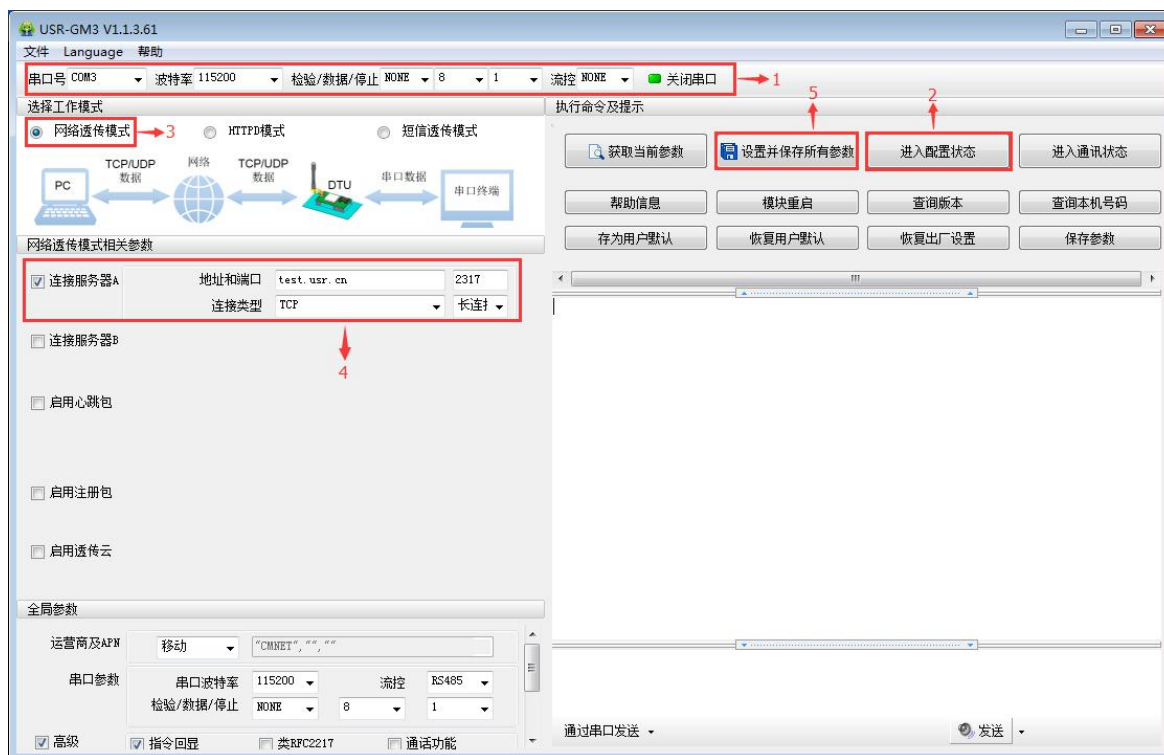 USR-GM3 V1.1.3.61
文件 Language 帮助
串口号 COM3 波特率 115200 检验/数据/停止 NONE 8 1 流控 NONE 关闭串口 1
选择工作模式
网络透传模式 3 HTTPD模式 短信透传模式
PC
TCP/UDP
数据
网络
TCP/UDP
数据
DTU
串口数据
串口终端
网络透传模式相关参数
连接服务器A 地址和端口 test.usr.cn 2317
连接类型 TCP 长连接
4
连接服务器B
启用心跳包
启用注册包
启用透传云
全局参数
运营商及APN 移动 "CMNET","",""
串口参数 串口波特率 115200 流控 RS485
检验/数据/停止 NONE 8 1
高级 指令回显 类RFC2217 通话功能
执行命令及提示
5 2
获取当前参数 设置并保存所有参数 进入配置状态 进入通讯状态
帮助信息 模块重启 查询版本 查询本机号码
存为用户默认 恢复用户默认 恢复出厂设置 保存参数
通过串口发送 发送